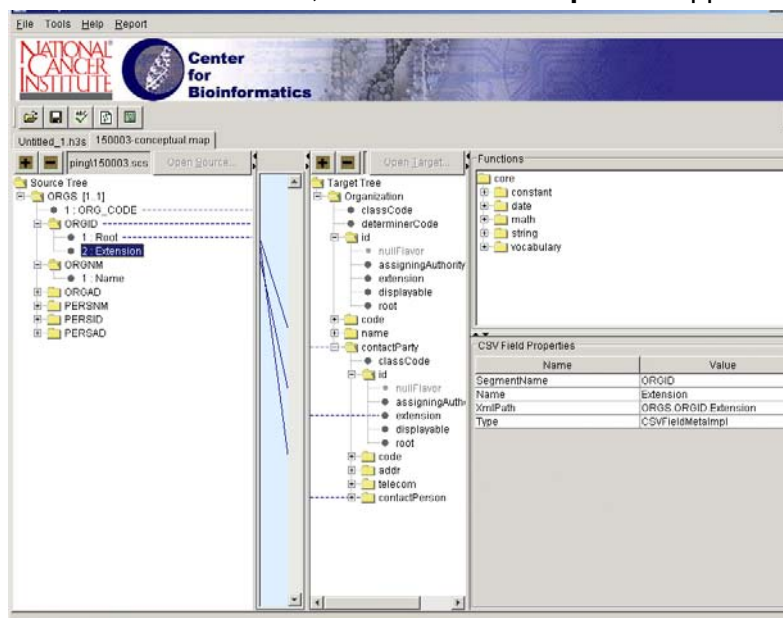 File Tools Help Report
NATIONAL
CANCER
INSTITUTE
Center
for
Bioinformatics
Untitled_1.h3s 150003-conceptual map
ping\150003.scs Open Source...
Source Tree
ORGS [1..1]
1 : ORG_CODE
ORGID
1 : Root
2 : Extension
ORGNM
1 : Name
ORGAD
PERSNM
PERSID
PERSAD
Open Target...
Target Tree
Organization
classCode
determinerCode
id
nullFlavor
assigningAuthority
extension
displayable
root
code
name
contactParty
classCode
id
nullFlavor
assigningAuth
extension
displayable
root
code
addr
telecom
contactPerson
Functions
core
constant
date
math
string
vocabulary
CSV Field Properties
Name Value
SegmentName ORGID
Name Extension
XmlPath ORGS.ORGID.Extension
Type CSVFieldMetaImpl